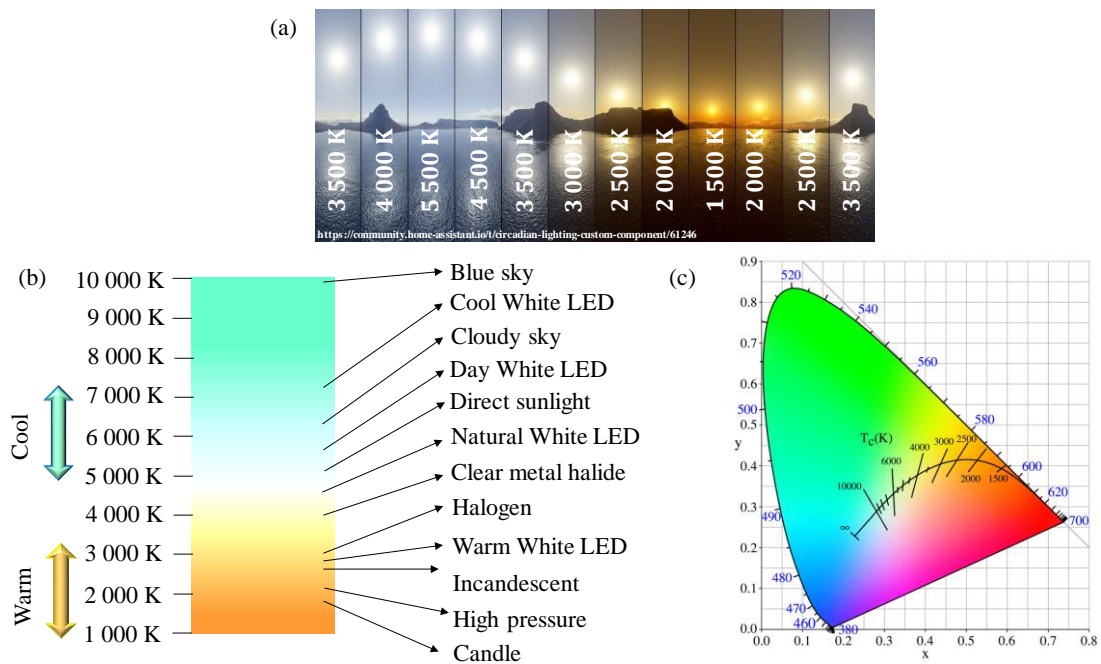 (a)
3 500 K
4 000 K
5 500 K
4 500 K
3 500 K
3 000 K
2 500 K
2 000 K
1 500 K
2 000 K
2 500 K
3 500 K
https://community.home-assistant.io/t/circadian-lighting-custom-component/61246
(b)
10 000 K
9 000 K
8 000 K
7 000 K
6 000 K
5 000 K
4 000 K
3 000 K
2 000 K
1 000 K
Cool
Warm
Blue sky
Cool White LED
Cloudy sky
Day White LED
Direct sunlight
Natural White LED
Clear metal halide
Halogen
Warm White LED
Incandescent
High pressure
Candle
(c)
0.9
0.8
0.7
0.6
0.5
y
0.4
0.3
0.2
0.1
0.0
520
540
560
500
580
Tc(K)
4000
3000
2500
6000
600
10000
2000
1500
620
490
700
∞
480
470
460
380
0.0 0.1 0.2 0.3 0.4 0.5 0.6 0.7 0.8
x